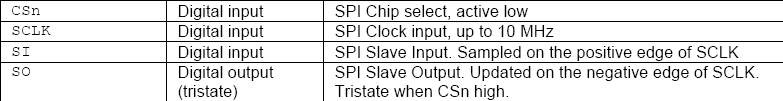 CSn Digital input SPI Chip select, active low
SCLK Digital input SPI Clock input, up to 10 MHz
SI Digital input SPI Slave Input. Sampled on the positive edge of SCLK
SO Digital output SPI Slave Output. Updated on the negative edge of SCLK.
(tristate) Tristate when CSn high.